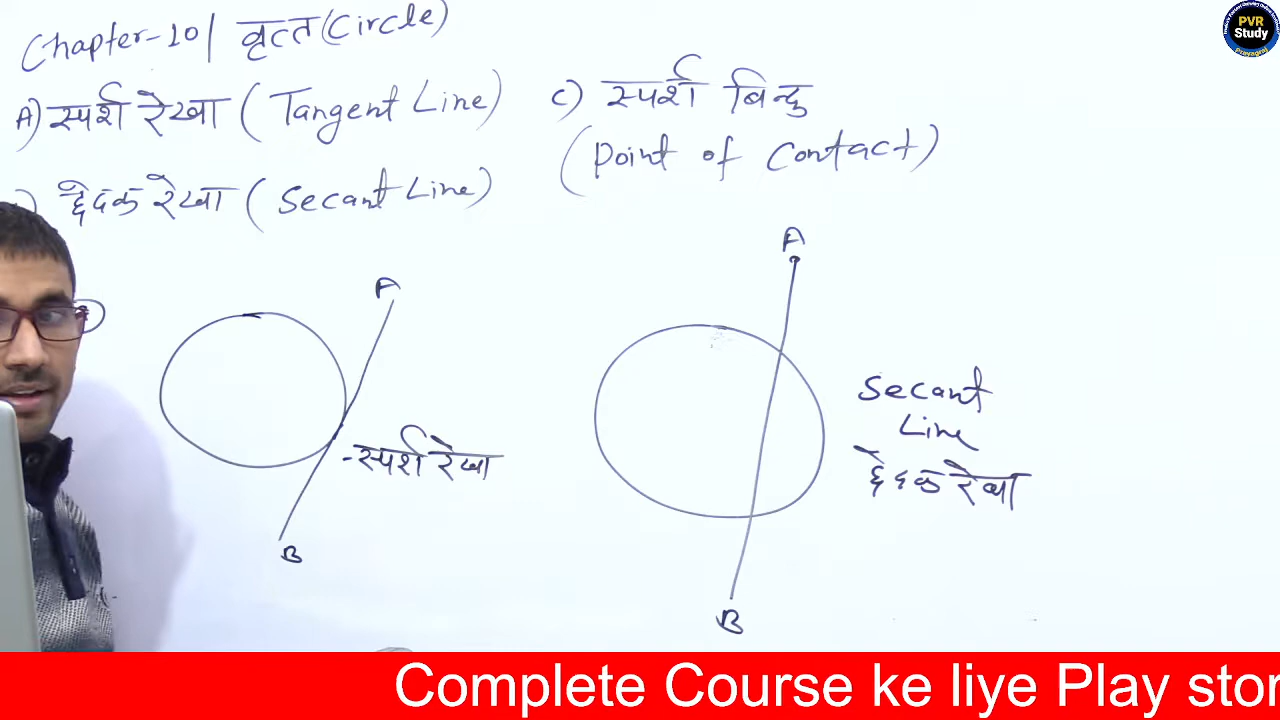 Chapter-10| वृत्त (Circle)
A) स्पर्श रेखा (Tangent Line)
छेदक रेखा (Secant Line)
C) स्पर्श बिन्दु
(Point of Contact)
A
-स्पर्श रेखा
B
A
Secant
Line
छेदक रेखा
B
PVR
Study
Prayagraj
Complete Course ke liye Play stor